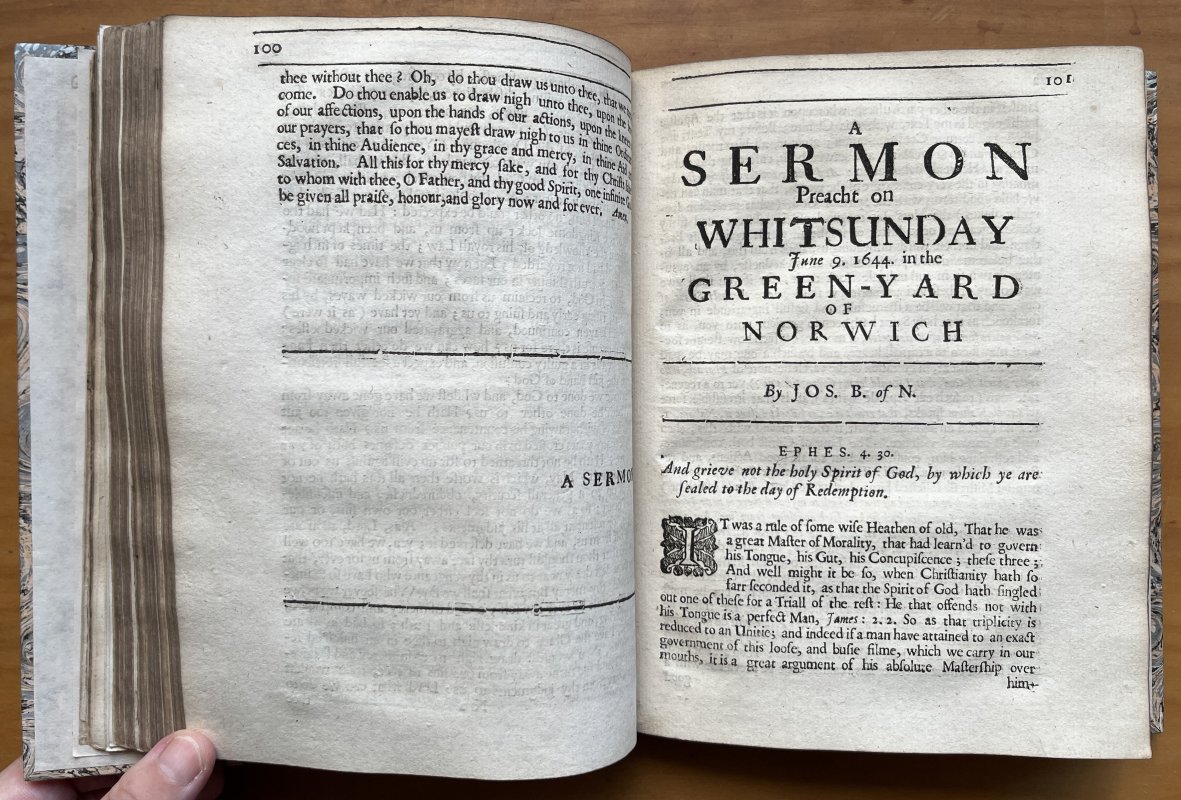 100
thee without thee? Oh, do thou draw us unto thee, that we
come. Do thou enable us to draw nigh unto thee, upon the
of our affections, upon the hands of our actions, upon the knees
our prayers, that ſo thou mayeſt draw nigh to us in thine
ces, in thine Audience, in thy grace and mercy, in thine Aid
Salvation. All this for thy mercy ſake, and for thy Chriſts
to whom with thee, O Father, and thy good Spirit, one infinite
be given all praiſe, honour, and glory now and for ever, Amen.
A SERMON
101
A
SERMON
Preacht on
WHITSUNDAY
June 9. 1644. in the
GREEN-YARD
OF
NORWICH
By JOS. B. of N.
EPHES. 4. 30.
And grieve not the holy Spirit of God, by which ye are
ſealed to the day of Redemption.
IT was a rule of ſome wiſe Heathen of old, That he was
a great Maſter of Morality, that had learn'd to govern
his Tongue, his Gut, his Concupiſcence; theſe three;
And well might it be ſo, when Chriſtianity hath ſo
farr ſeconded it, as that the Spirit of God hath ſingled
out one of theſe for a Triall of the reſt: He that offends not with
his Tongue is a perfect Man, James: 2. 2. So as that triplicity is
reduced to an Unitie; and indeed if a man have attained to an exact
government of this looſe, and buſie filme, which we carry in our
mouths, it is a great argument of his abſolute Maſterſhip over
him-